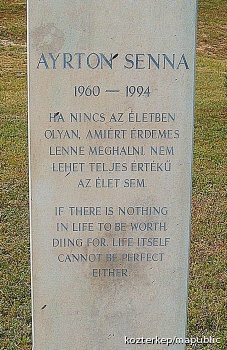 AYRTON SENNA
1960 — 1994
HA NINCS AZ ÉLETBEN
OLYAN, AMIÉRT ÉRDEMES
LENNE MEGHALNI, NEM
LEHET TELJES ÉRTÉKŰ
AZ ÉLET SEM.
IF THERE IS NOTHING
IN LIFE TO BE WORTH
DIING FOR, LIFE ITSELF
CANNOT BE PERFECT
EITHER.
kozterkep/mapublic